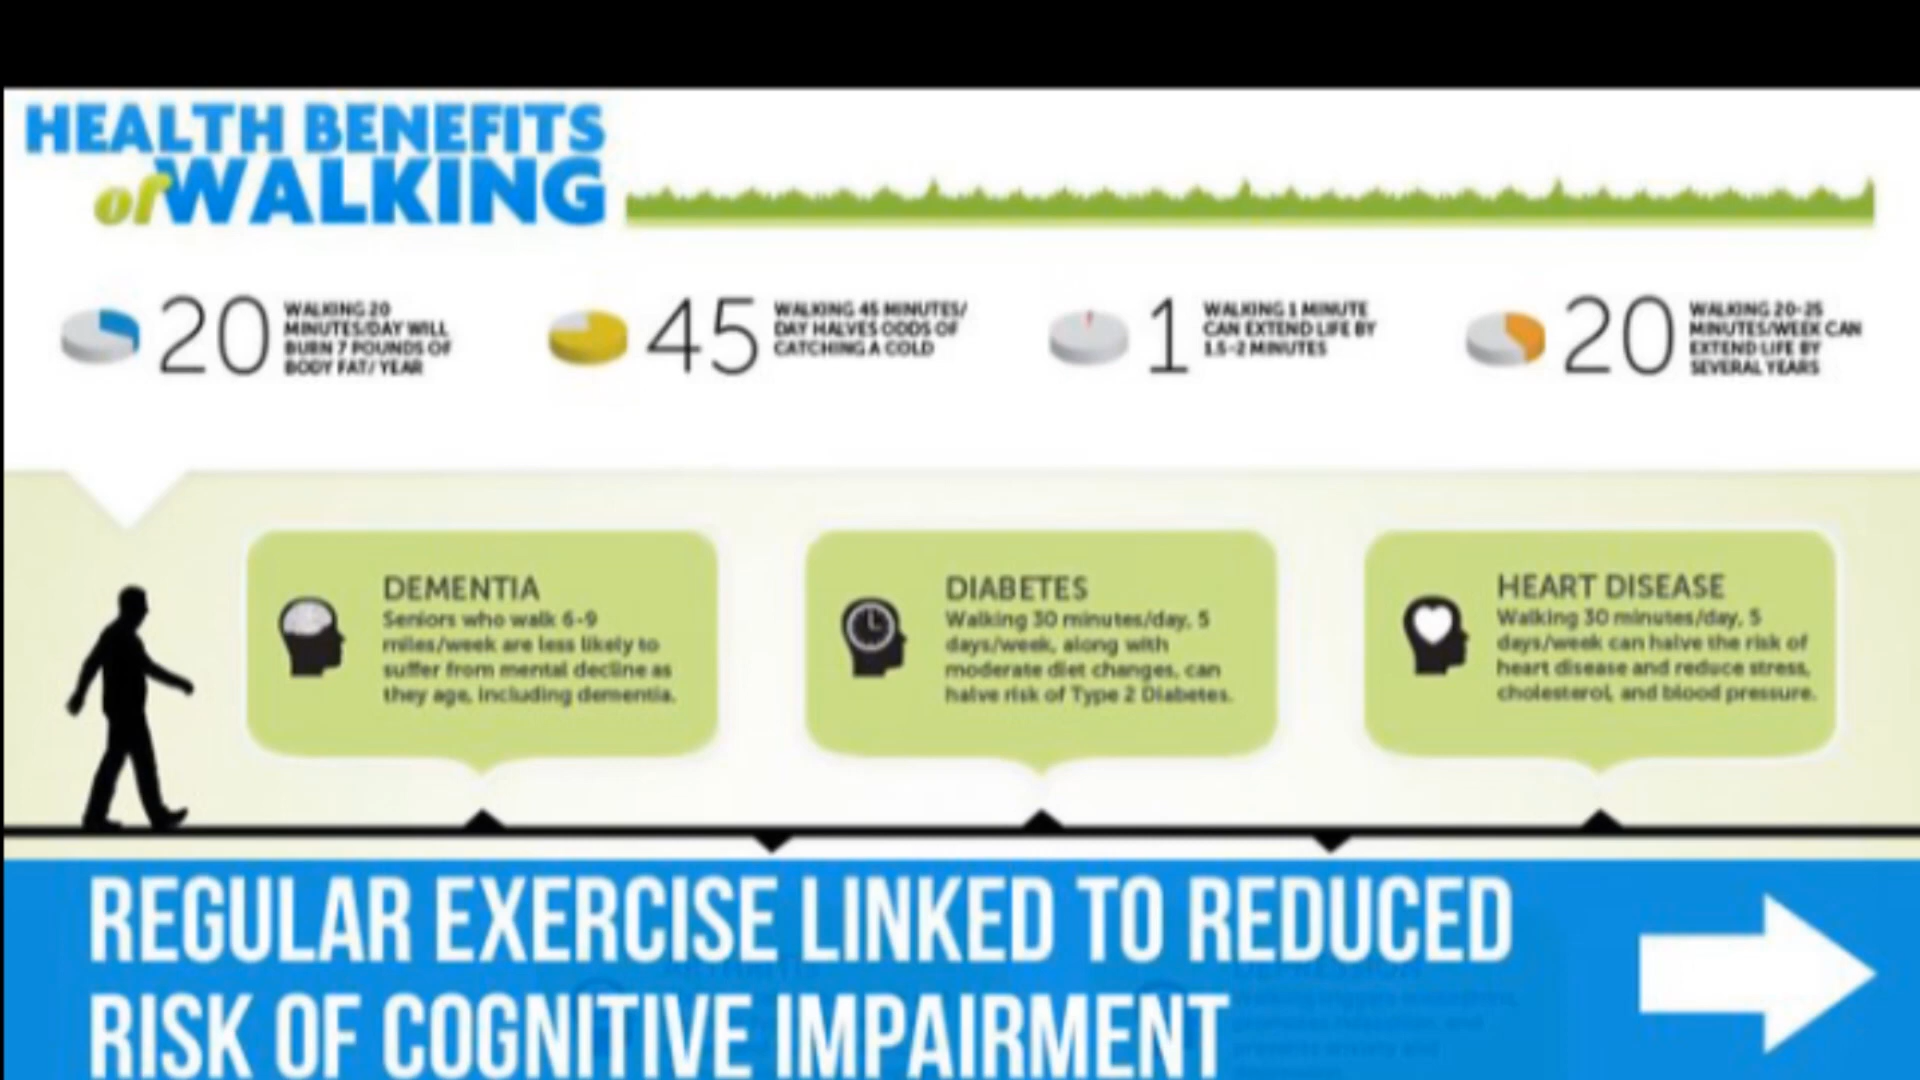 HEALTH BENEFITS
of WALKING
20
WALKING 20
MINUTES/DAY WILL
BURN 7 POUNDS OF
BODY FAT/ YEAR
45
WALKING 45 MINUTES/
DAY HALVES ODDS OF
CATCHING A COLD
1
WALKING 1 MINUTE
CAN EXTEND LIFE BY
1.5-2 MINUTES
20
WALKING 20-25
MINUTES/WEEK CAN
EXTEND LIFE BY
SEVERAL YEARS
DEMENTIA
Seniors who walk 6-9
miles/week are less likely to
suffer from mental decline as
they age, including dementia.
DIABETES
Walking 30 minutes/day, 5
days/week, along with
moderate diet changes, can
halve risk of Type 2 Diabetes.
HEART DISEASE
Walking 30 minutes/day, 5
days/week can halve the risk of
heart disease and reduce stress,
cholesterol, and blood pressure.
REGULAR EXERCISE LINKED TO REDUCED
RISK OF COGNITIVE IMPAIRMENT
ARTHRITIS
DEPRESSION